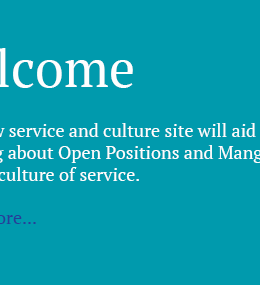 lcome
service and culture site will aid
about Open Positions and Mang
culture of service.
ore...